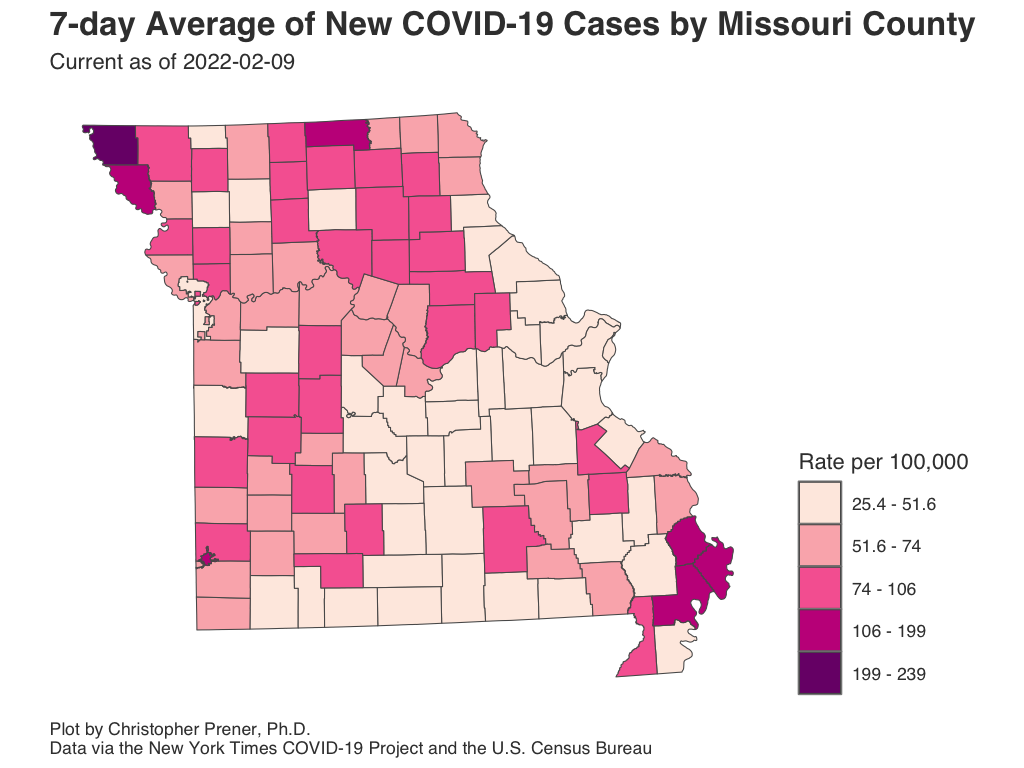 7-day Average of New COVID-19 Cases by Missouri County
Current as of 2022-02-09
Rate per 100,000
25.4 - 51.6
51.6 - 74
74 - 106
106 - 199
199 - 239
Plot by Christopher Prener, Ph.D.
Data via the New York Times COVID-19 Project and the U.S. Census Bureau